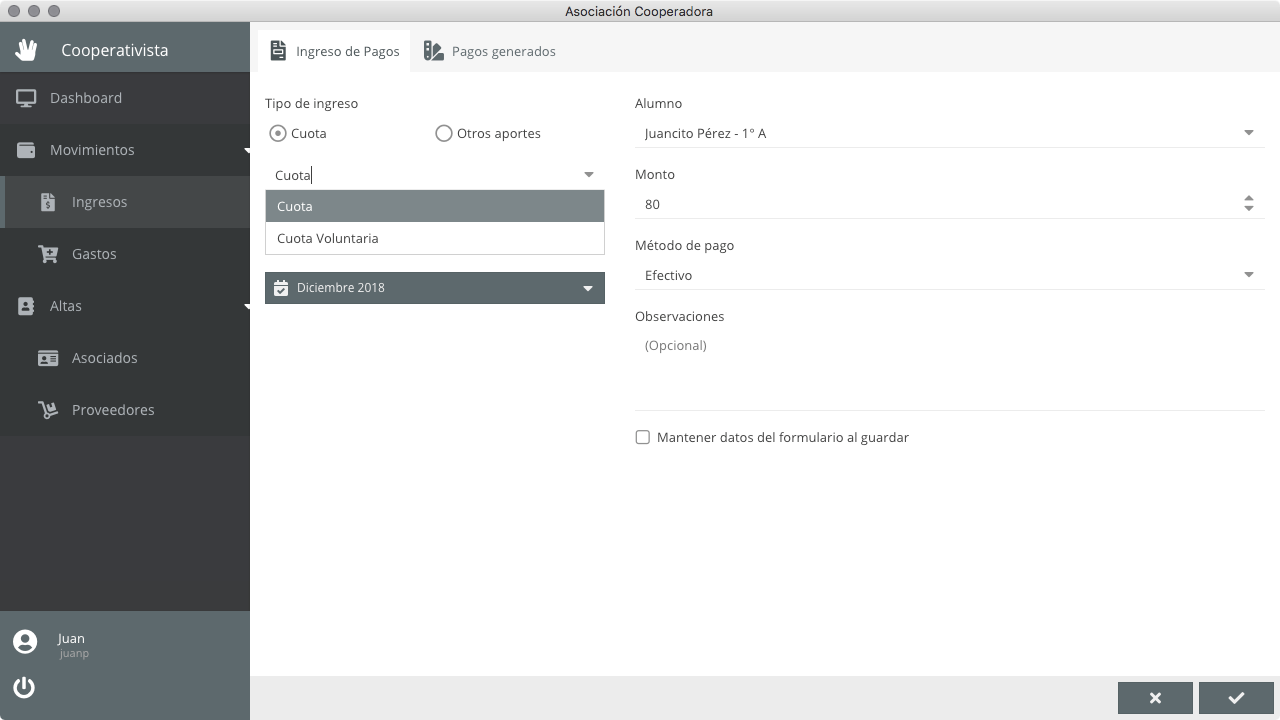 Asociación Cooperadora
Cooperativista
Dashboard
Movimientos
Ingresos
Gastos
Altas
Asociados
Proveedores
Juan
juanp
Ingreso de Pagos
Pagos generados
Tipo de ingreso
Cuota
Otros aportes
Cuota
Cuota
Cuota Voluntaria
Diciembre 2018
Alumno
Juancito Pérez - 1° A
Monto
80
Método de pago
Efectivo
Observaciones
(Opcional)
Mantener datos del formulario al guardar